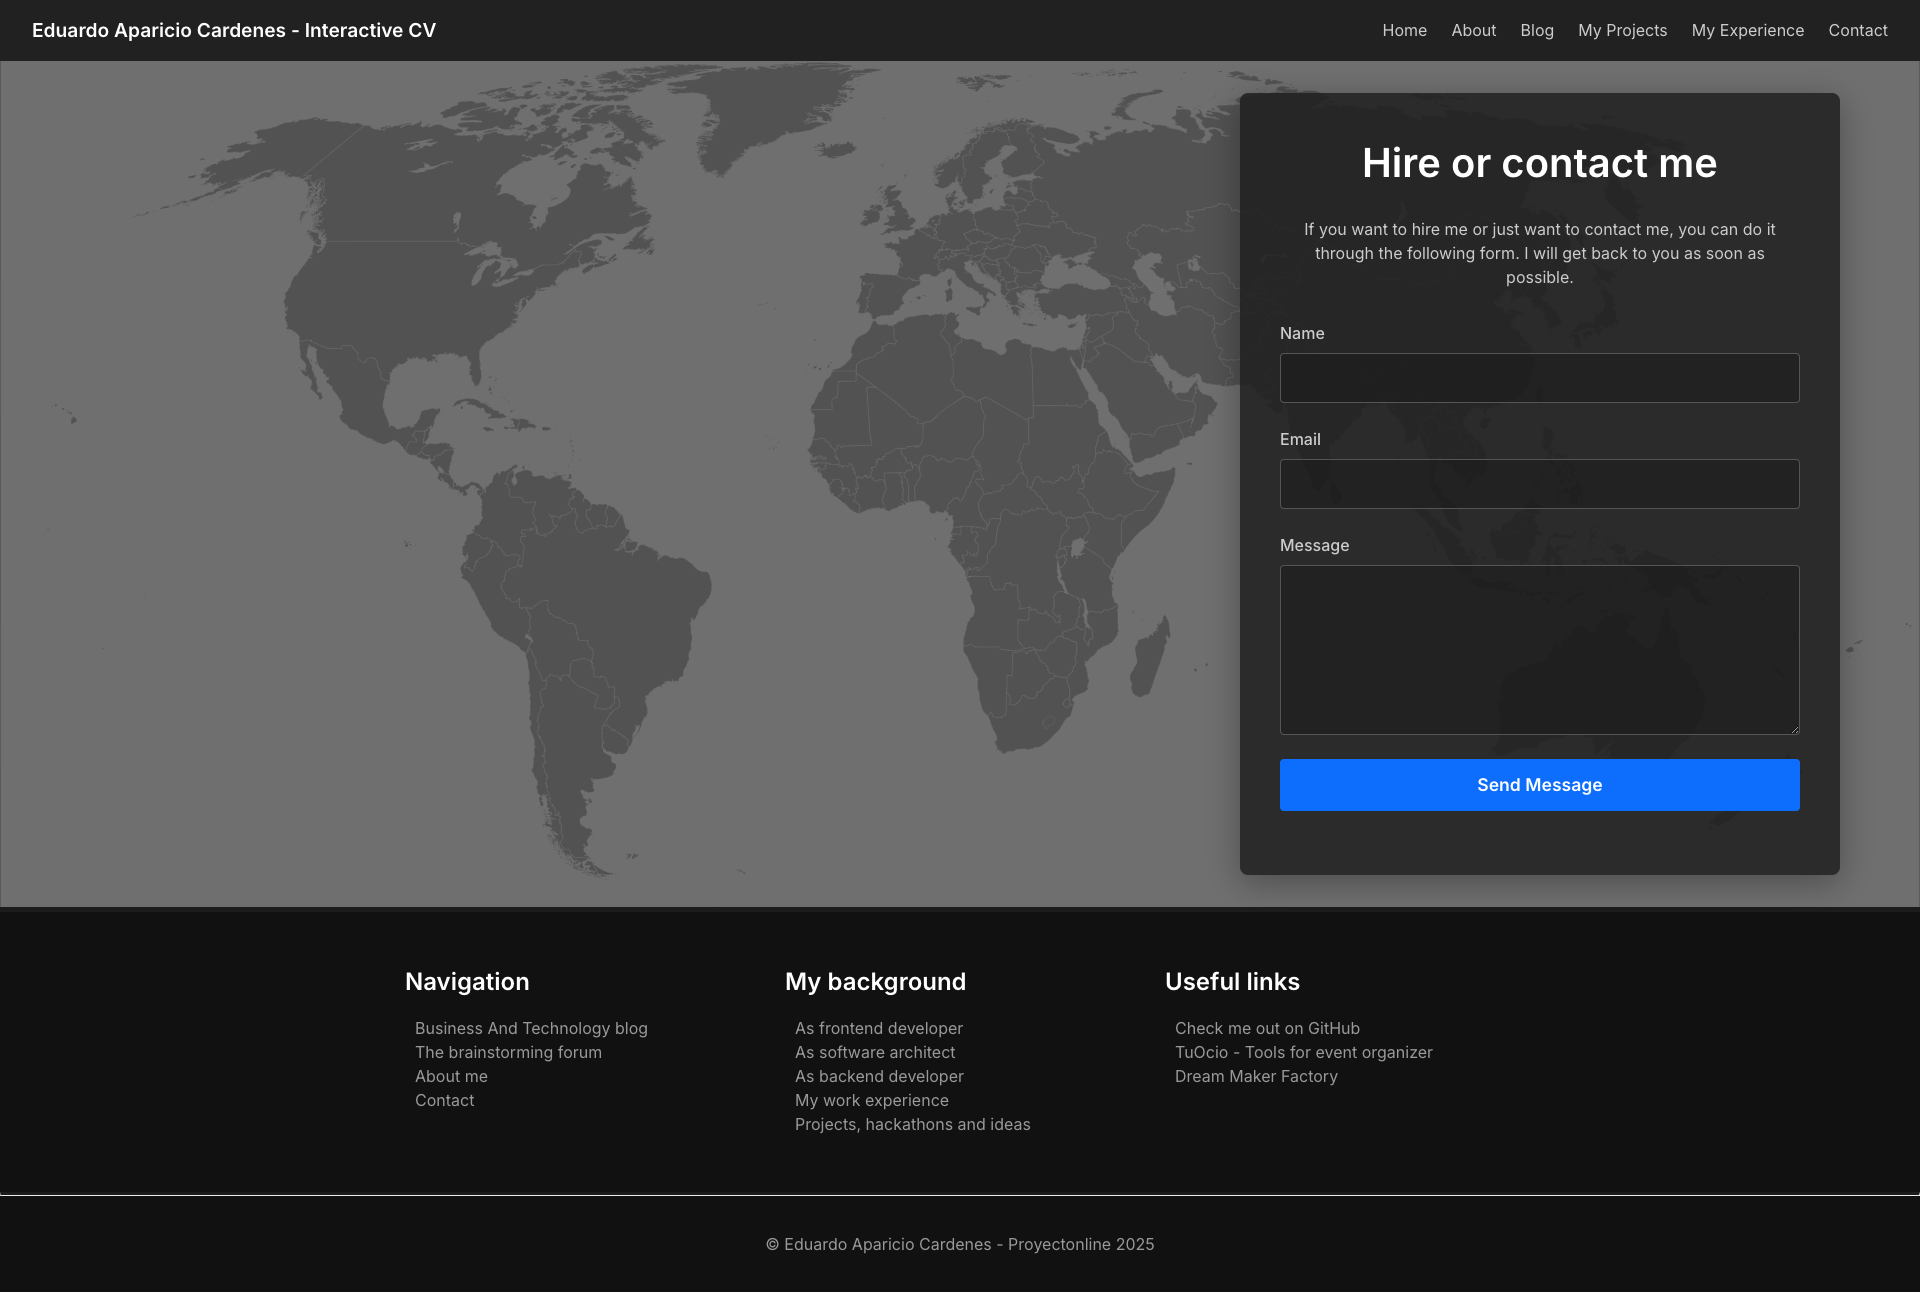 Eduardo Aparicio Cardenes - Interactive CV
Home About Blog My Projects My Experience Contact
Hire or contact me
If you want to hire me or just want to contact me, you can do it
through the following form. I will get back to you as soon as
possible.
Name
Email
Message
Send Message
Navigation
Business And Technology blog
The brainstorming forum
About me
Contact
My background
As frontend developer
As software architect
As backend developer
My work experience
Projects, hackathons and ideas
Useful links
Check me out on GitHub
TuOcio - Tools for event organizer
Dream Maker Factory
© Eduardo Aparicio Cardenes - Proyectonline 2025